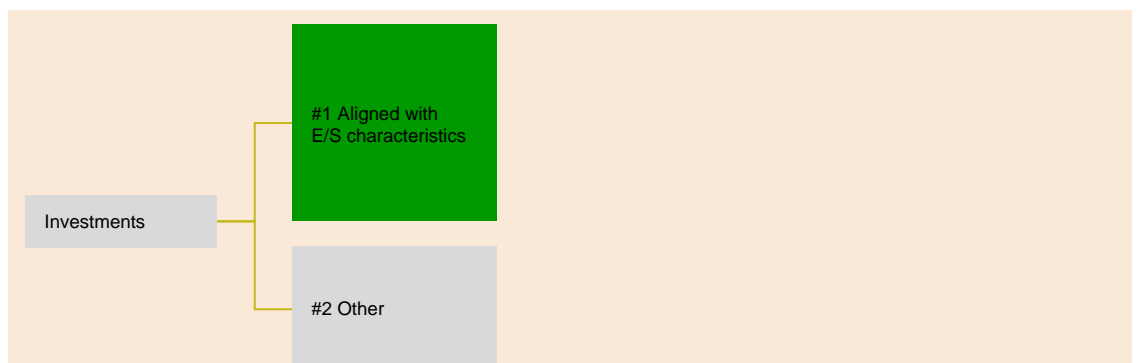 #1 Aligned with
E/S characteristics
Investments
#2 Other